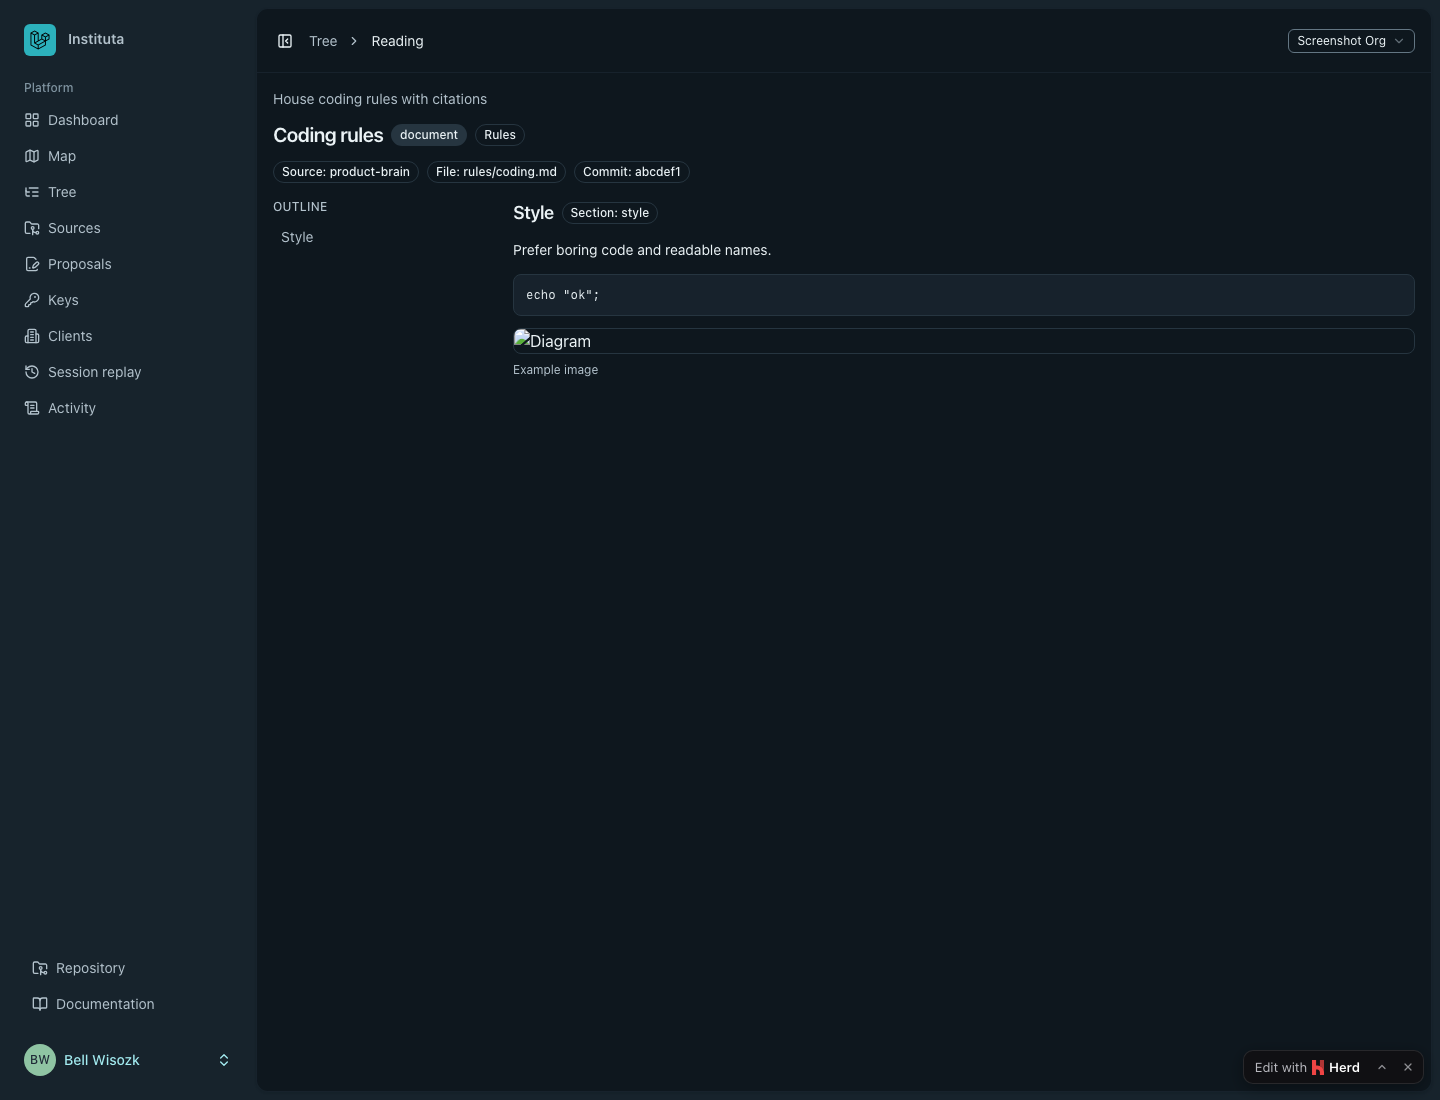 Instituta
Platform
Dashboard
Map
Tree
Sources
Proposals
Keys
Clients
Session replay
Activity
Repository
Documentation
BW Bell Wisozk
Tree Reading
Screenshot Org
House coding rules with citations
Coding rules document Rules
Source: product-brain File: rules/coding.md Commit: abcdef1
OUTLINE
Style
Style Section: style
Prefer boring code and readable names.
echo "ok";
Diagram
Example image
Edit with Herd